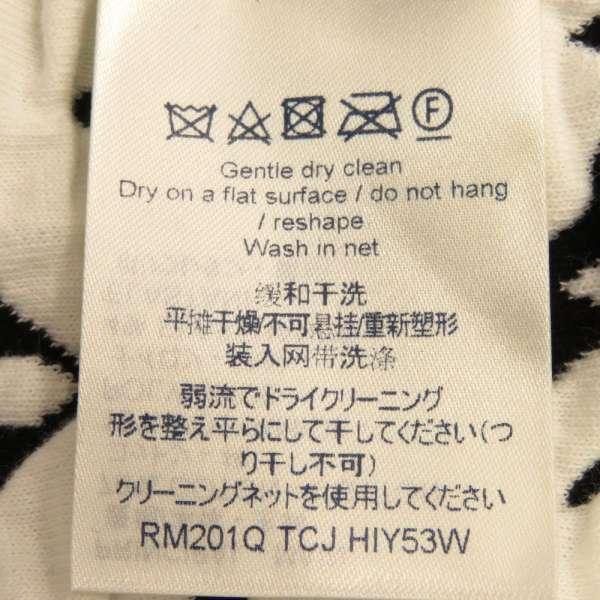 F
Gentle dry clean
Dry on a flat surface / do not hang
/ reshape
Wash in net
缓和干洗
平摊干燥/不可悬挂/重新塑形
装入网带洗涤
弱流でドライクリーニング
形を整え平らにして干してください(つ
り干し不可)
クリーニングネットを使用してください
RM201Q TCJ HIY53W